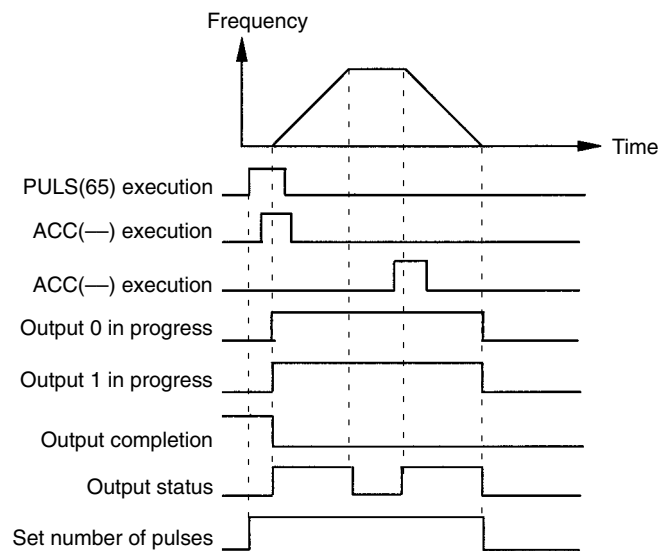 Frequency
Time
PULS(65) execution
ACC(—) execution
ACC(—) execution
Output 0 in progress
Output 1 in progress
Output completion
Output status
Set number of pulses